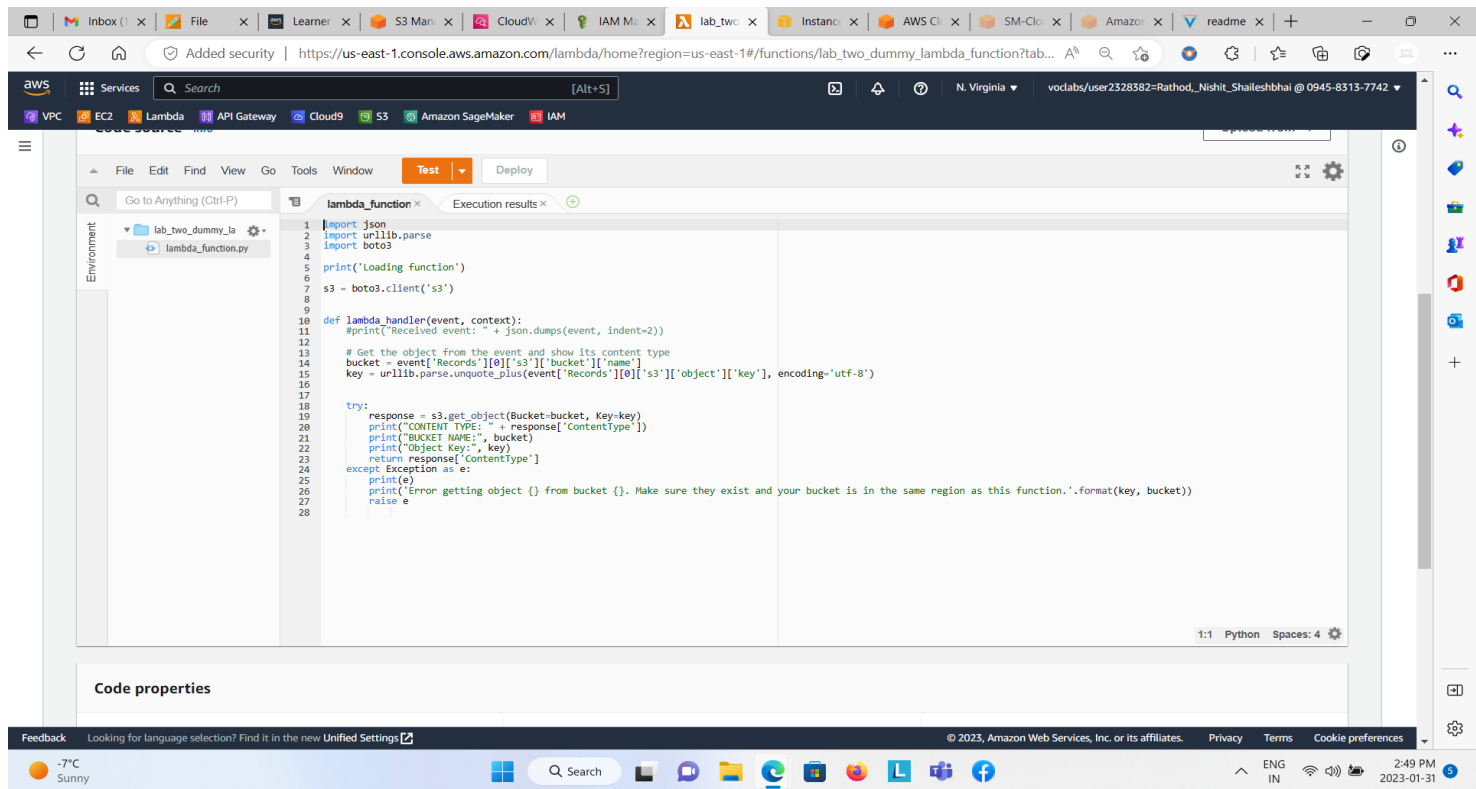 Inbox (1
File
Learner
S3 Man
CloudW
IAM Ma
lab_two
Instance
AWS Cl
SM-Clo
Amazor
readme
Added security
https://us-east-1.console.aws.amazon.com/lambda/home?region=us-east-1#/functions/lab_two_dummy_lambda_function?tab...
aws
Services
Search
[Alt+S]
N. Virginia
voclabs/user2328382=Rathod,_Nishit_Shaileshbhai @ 0945-8313-7742
VPC
EC2
Lambda
API Gateway
Cloud9
S3
Amazon SageMaker
IAM
Code source Info
Upload from
File Edit Find View Go Tools Window
Test
Deploy
Go to Anything (Ctrl-P)
lambda_function
Execution results
Environment
lab_two_dummy_la
lambda_function.py
1 import json
2 import urllib.parse
3 import boto3
4
5 print('Loading function')
6
7 s3 = boto3.client('s3')
8
9
10 def lambda_handler(event, context):
11 #print("Received event: " + json.dumps(event, indent=2))
12
13 # Get the object from the event and show its content type
14 bucket = event['Records'][0]['s3']['bucket']['name']
15 key = urllib.parse.unquote_plus(event['Records'][0]['s3']['object']['key'], encoding='utf-8')
16
17
18 try:
19 response = s3.get_object(Bucket=bucket, Key=key)
20 print("CONTENT TYPE: " + response['ContentType'])
21 print("BUCKET NAME:", bucket)
22 print("Object Key:", key)
23 return response['ContentType']
24 except Exception as e:
25 print(e)
26 print('Error getting object {} from bucket {}. Make sure they exist and your bucket is in the same region as this function.'.format(key, bucket))
27 raise e
28
1:1 Python Spaces: 4
Code properties
Feedback
Looking for language selection? Find it in the new Unified Settings
© 2023, Amazon Web Services, Inc. or its affiliates.
Privacy
Terms
Cookie preferences
-7°C
Sunny
Search
ENG
IN
2:49 PM
2023-01-31
5